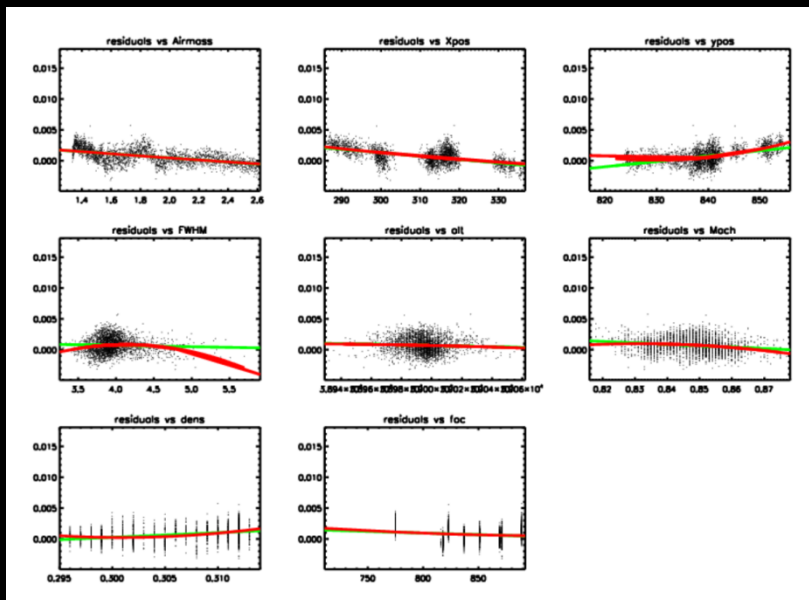 residuals vs Airmass
residuals vs Xpos
residuals vs ypos
0.015
0.010
0.005
0.000
1.4 1.6 1.8 2.0 2.2 2.4 2.6
0.015
0.010
0.005
0.000
290 300 310 320 330
0.015
0.010
0.005
0.000
820 830 840 850
residuals vs FWHM
residuals vs alt
residuals vs Mach
0.015
0.010
0.005
0.000
3.5 4.0 4.5 5.0 5.5
0.015
0.010
0.005
0.000
0.015
0.010
0.005
0.000
0.82 0.83 0.84 0.85 0.86 0.87
residuals vs dens
residuals vs foc
0.015
0.010
0.005
0.000
0.295 0.300 0.305 0.310
0.015
0.010
0.005
0.000
750 800 850